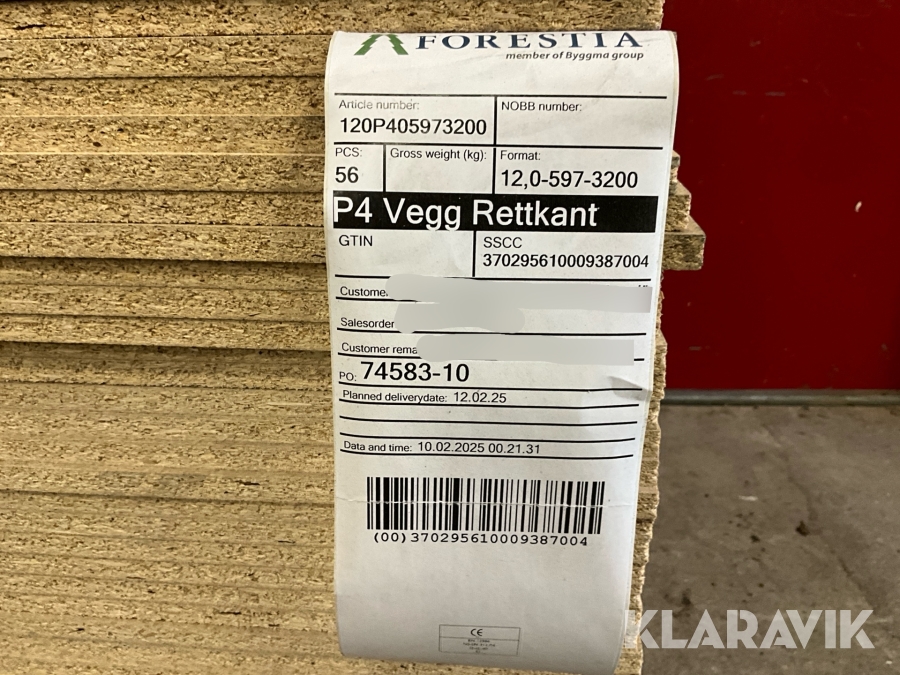 FORESTIA
member of Byggma group
Article number: NOBB number:
120P405973200
PCS: Gross weight (kg): Format:
56 12,0-597-3200
P4 Vegg Rettkant
GTIN SSCC
370295610009387004
Custome
Salesorder
Customer rema
PO: 74583-10
Planned deliverydate: 12.02.25
Data and time: 10.02.2025 00.21.31
(00)370295610009387004
CE
KLARAVIK